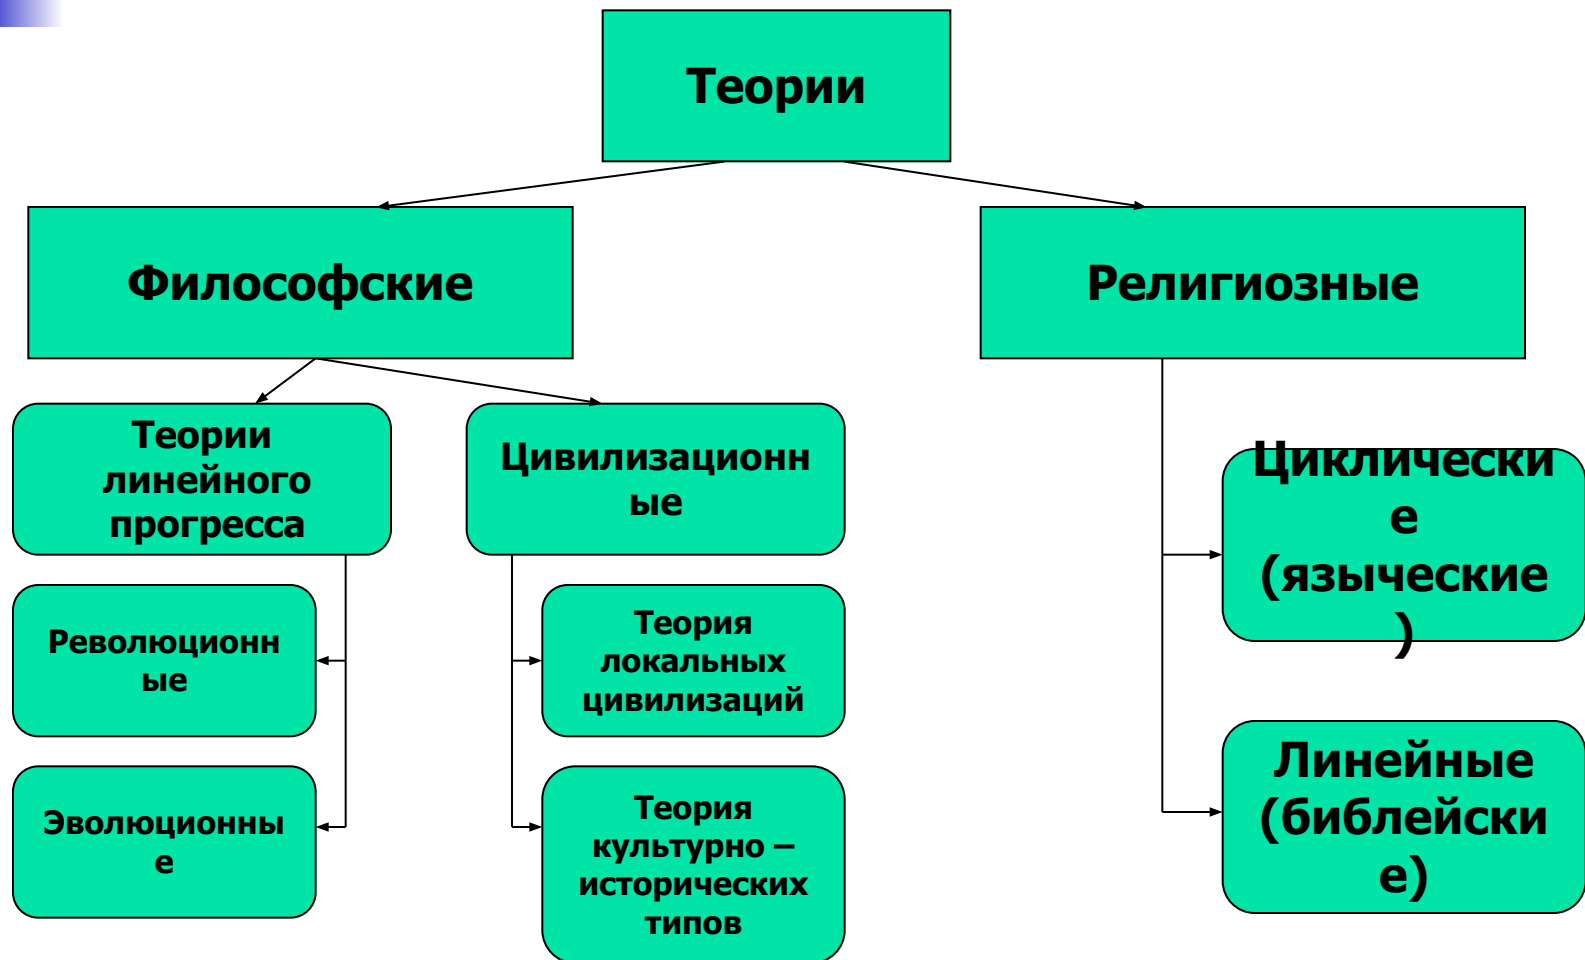 Теории
Философские
Религиозные
Теории
линейного
прогресса
Цивилизационн
ые
Циклически
е
(языческие
)
Революционн
ые
Теория
локальных
цивилизаций
Эволюционны
е
Теория
культурно –
исторических
типов
Линейные
(библейски
е)